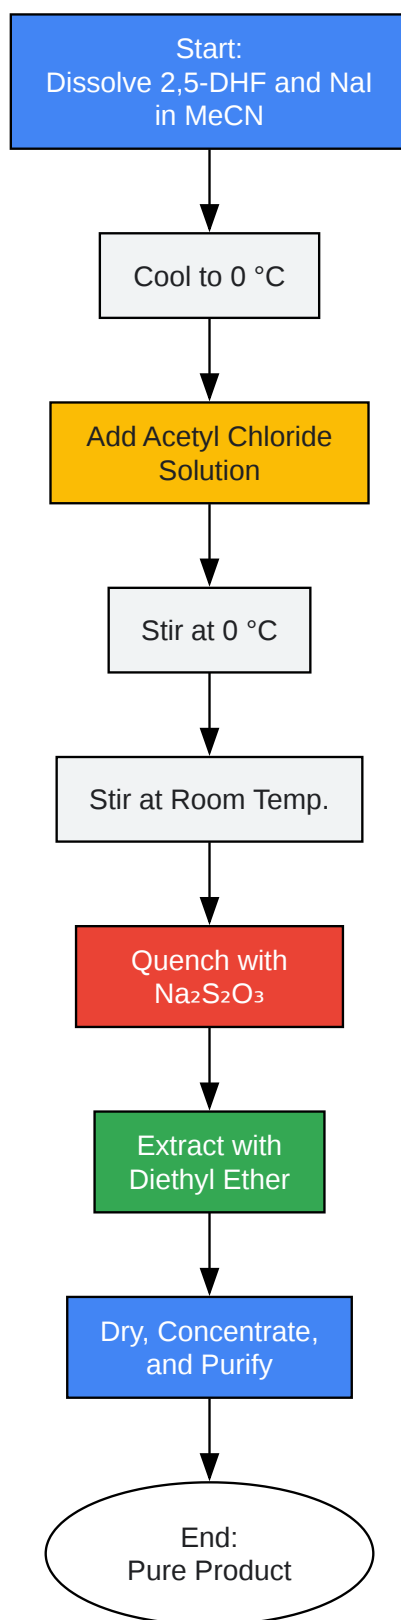 Start:
Dissolve 2,5-DHF and NaI
in MeCN
Cool to 0 °C
Add Acetyl Chloride
Solution
Stir at 0 °C
Stir at Room Temp.
Quench with
Na₂S₂O₃
Extract with
Diethyl Ether
Dry, Concentrate,
and Purify
End:
Pure Product